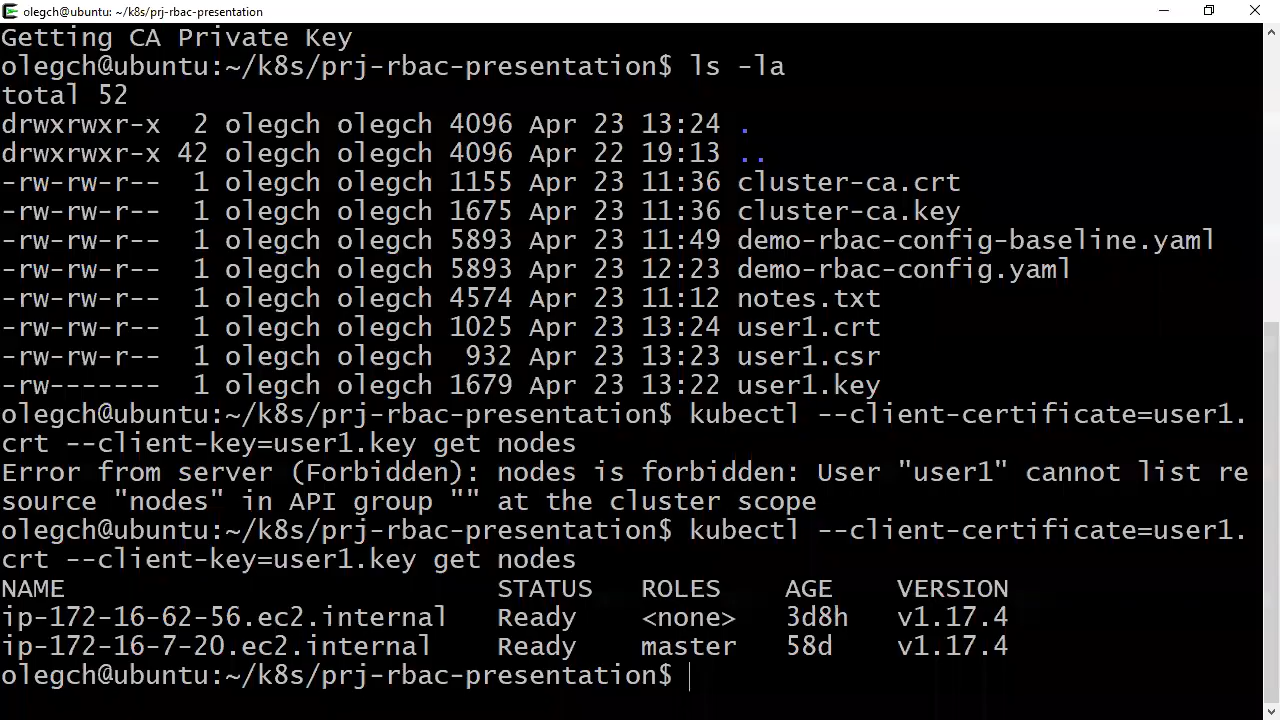 olegch@ubuntu: ~/k8s/prj-rbac-presentation
Getting CA Private Key
olegch@ubuntu:~/k8s/prj-rbac-presentation$ ls -la
total 52
drwxrwxr-x  2 olegch olegch 4096 Apr 23 13:24 .
drwxrwxr-x 42 olegch olegch 4096 Apr 22 19:13 ..
-rw-rw-r--  1 olegch olegch 1155 Apr 23 11:36 cluster-ca.crt
-rw-rw-r--  1 olegch olegch 1675 Apr 23 11:36 cluster-ca.key
-rw-rw-r--  1 olegch olegch 5893 Apr 23 11:49 demo-rbac-config-baseline.yaml
-rw-rw-r--  1 olegch olegch 5893 Apr 23 12:23 demo-rbac-config.yaml
-rw-rw-r--  1 olegch olegch 4574 Apr 23 11:12 notes.txt
-rw-rw-r--  1 olegch olegch 1025 Apr 23 13:24 user1.crt
-rw-rw-r--  1 olegch olegch  932 Apr 23 13:23 user1.csr
-rw-------  1 olegch olegch 1679 Apr 23 13:22 user1.key
olegch@ubuntu:~/k8s/prj-rbac-presentation$ kubectl --client-certificate=user1.
crt --client-key=user1.key get nodes
Error from server (Forbidden): nodes is forbidden: User "user1" cannot list re
source "nodes" in API group "" at the cluster scope
olegch@ubuntu:~/k8s/prj-rbac-presentation$ kubectl --client-certificate=user1.
crt --client-key=user1.key get nodes
NAME                           STATUS   ROLES    AGE    VERSION
ip-172-16-62-56.ec2.internal   Ready    <none>   3d8h   v1.17.4
ip-172-16-7-20.ec2.internal    Ready    master   58d    v1.17.4
olegch@ubuntu:~/k8s/prj-rbac-presentation$